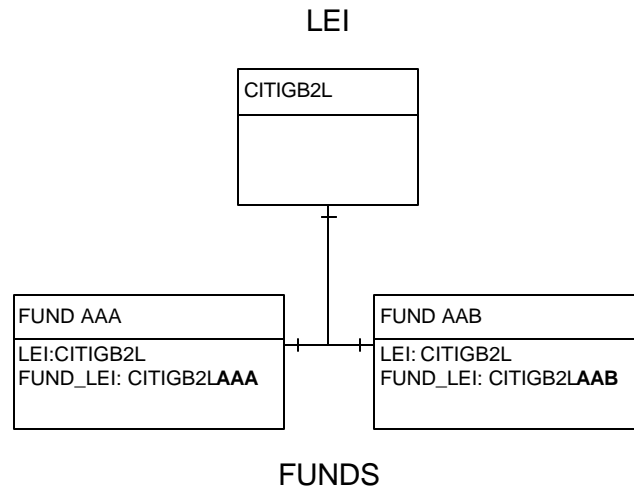 LEI
CITIGB2L
FUND AAA
LEI:CITIGB2L
FUND_LEI: CITIGB2LAAA
FUND AAB
LEI: CITIGB2L
FUND_LEI: CITIGB2LAAB
FUNDS